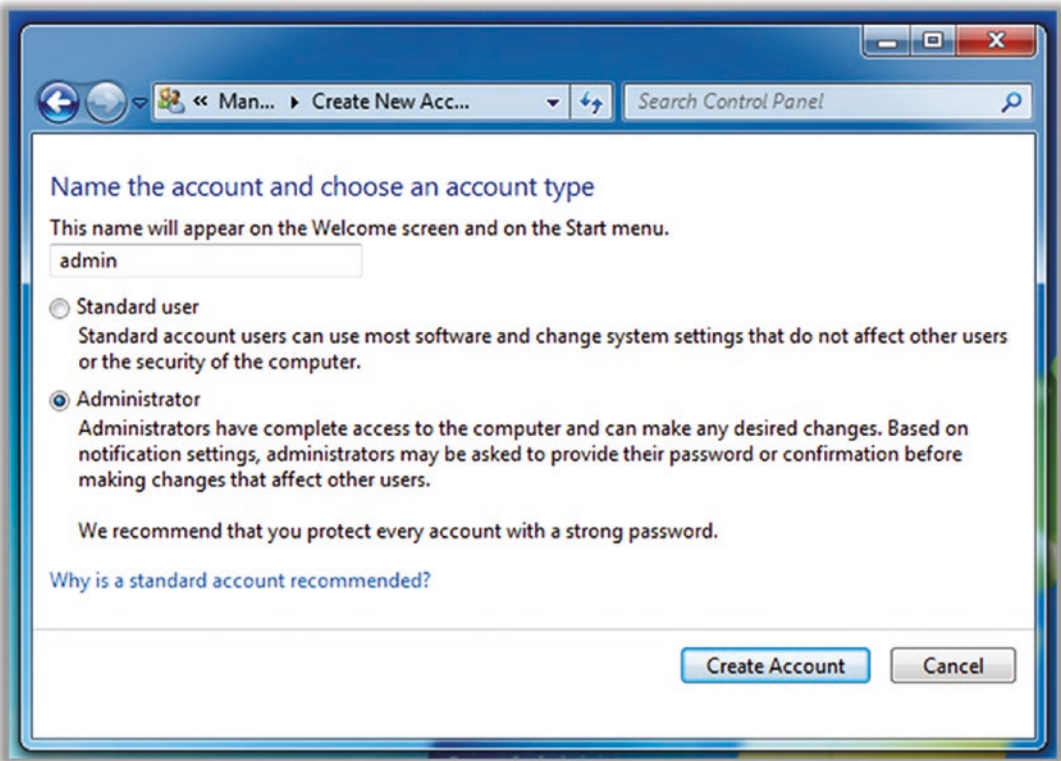 « Man... ▸ Create New Acc...
Search Control Panel
Name the account and choose an account type
This name will appear on the Welcome screen and on the Start menu.
admin
Standard user
Standard account users can use most software and change system settings that do not affect other users
or the security of the computer.
Administrator
Administrators have complete access to the computer and can make any desired changes. Based on
notification settings, administrators may be asked to provide their password or confirmation before
making changes that affect other users.
We recommend that you protect every account with a strong password.
Why is a standard account recommended?
Create Account
Cancel